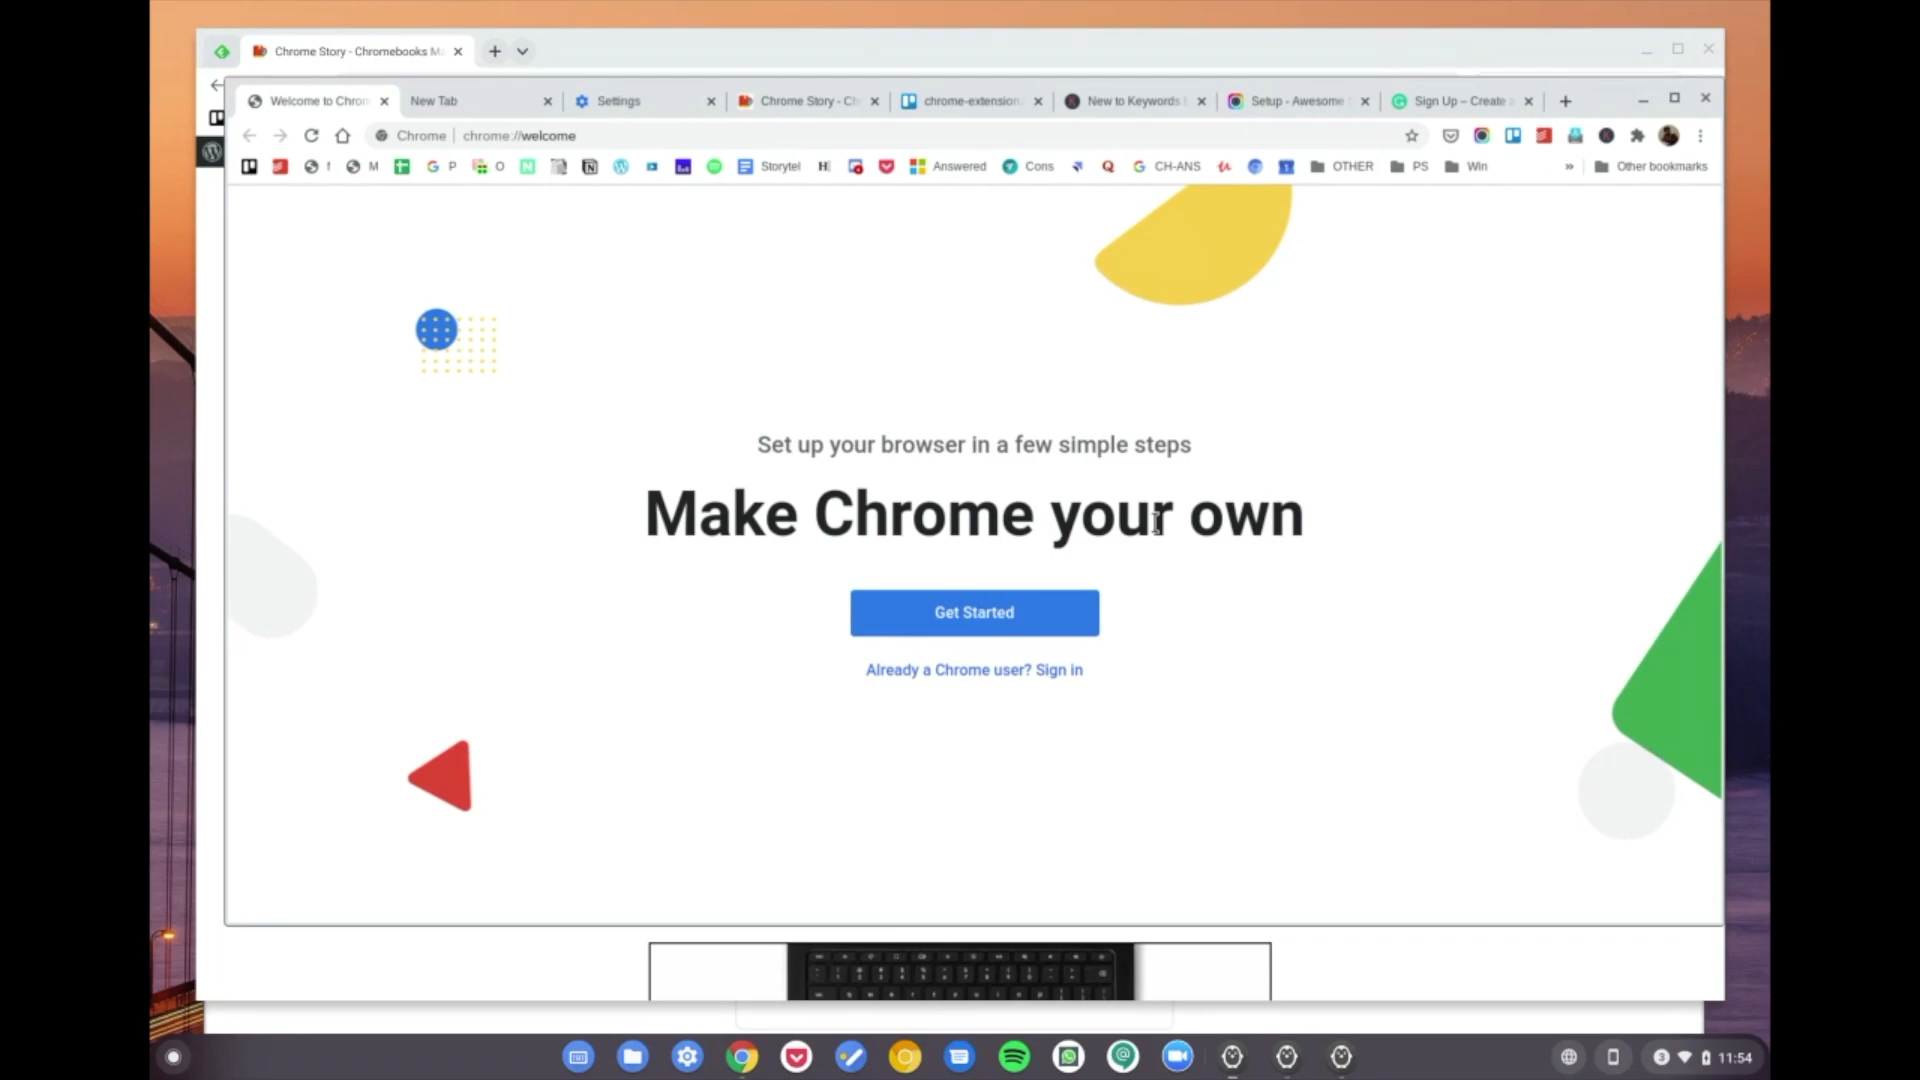 Chrome Story - Chromebooks M
Welcome to Chrom
New Tab
Settings
Chrome Story - Ch
chrome-extension
New to Keywords
Setup - Awesome
Sign Up – Create a
Chrome
chrome://welcome
f
M
P
O
Storytel
Answered
Cons
CH-ANS
OTHER
PS
Win
Other bookmarks
Set up your browser in a few simple steps
Make Chrome your own
Get Started
Already a Chrome user? Sign in
3
11:54